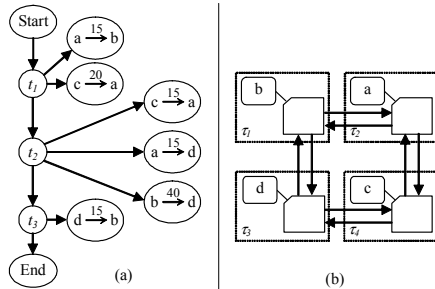 Start
a 15→ b
t1
c 20→ a
c 15→ a
t2
a 15→ d
b 40→ d
t3
d 15→ b
End
(a)
b
a
τ1
τ2
d
c
τ3
τ4
(b)